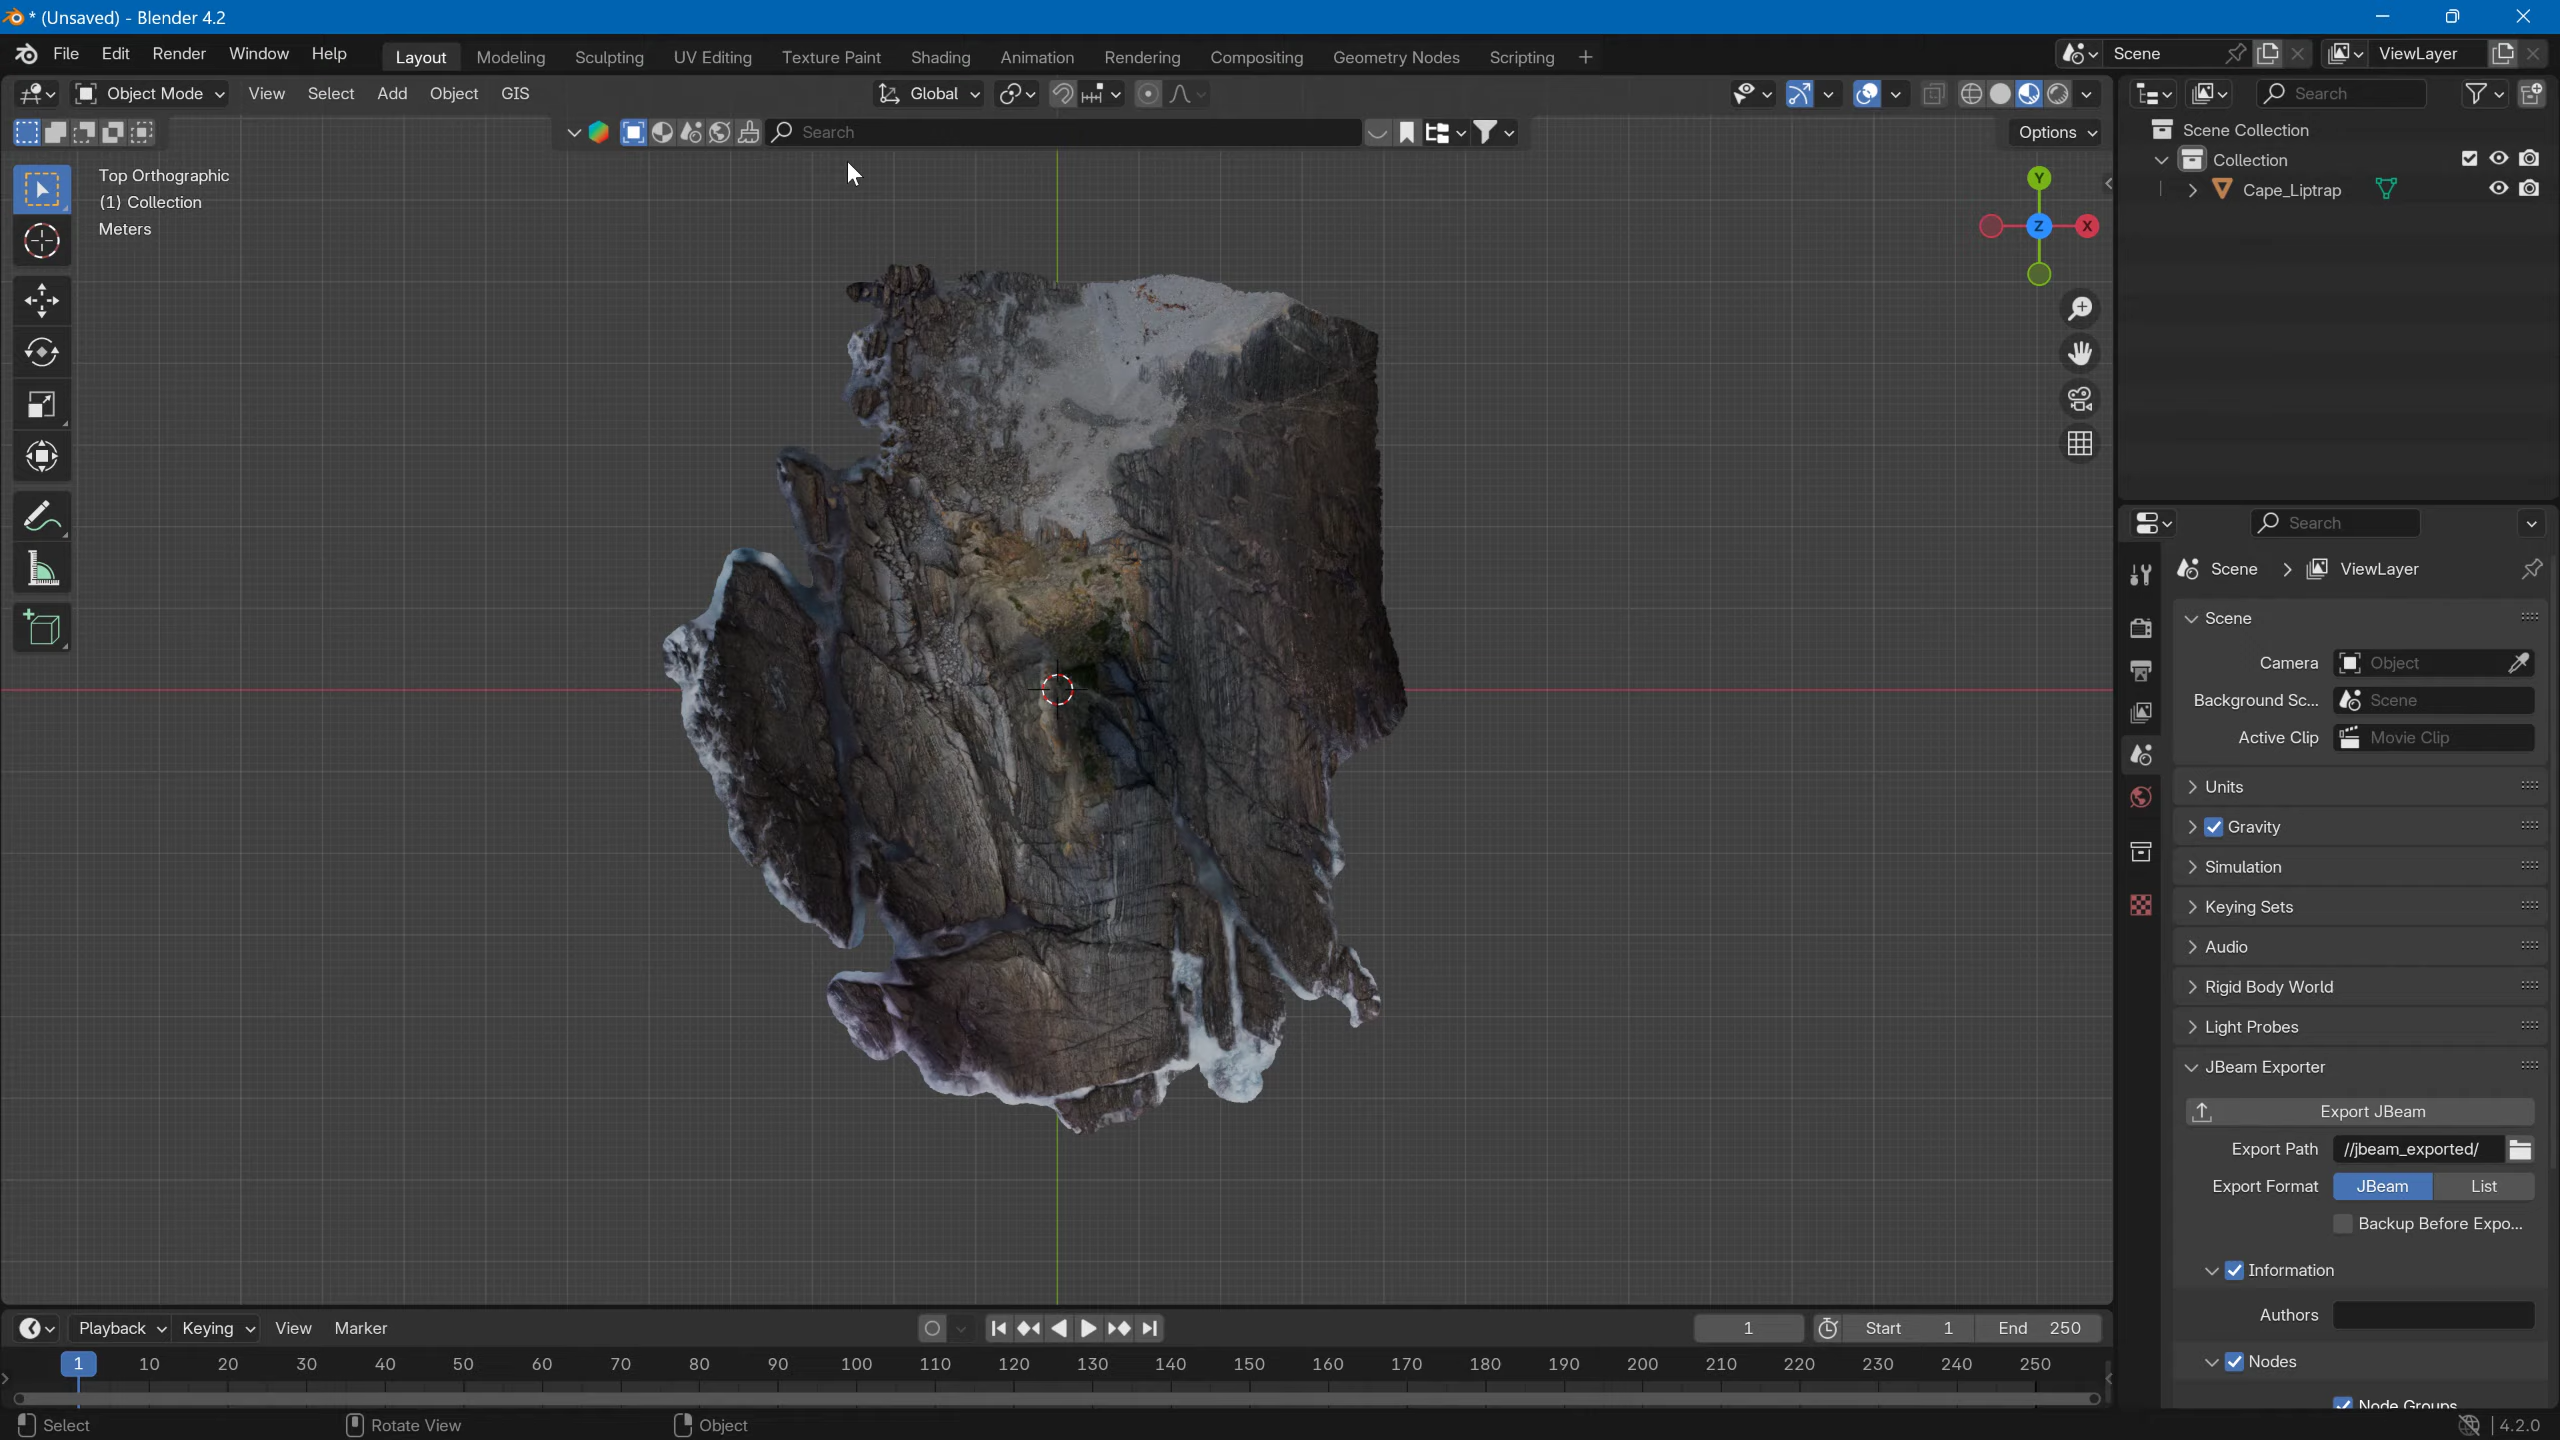 * (Unsaved) - Blender 4.2
File Edit Render Window Help Layout Modeling Sculpting UV Editing Texture Paint Shading Animation Rendering Compositing Geometry Nodes Scripting + Scene ViewLayer
Object Mode View Select Add Object GIS Global Search
Search Options
Top Orthographic
(1) Collection
Meters
Y
Z
X
Scene Collection
Collection
Cape_Liptrap
Search
Scene > ViewLayer
Scene
Camera Object
Background Sc... Scene
Active Clip Movie Clip
Units
Gravity
Simulation
Keying Sets
Audio
Rigid Body World
Light Probes
JBeam Exporter
Export JBeam
Export Path //jbeam_exported/
Export Format JBeam List
Backup Before Expo...
Information
Authors
Nodes
Node Groups
Playback Keying View Marker 1 Start 1 End 250
1 10 20 30 40 50 60 70 80 90 100 110 120 130 140 150 160 170 180 190 200 210 220 230 240 250
Select Rotate View Object 4.2.0